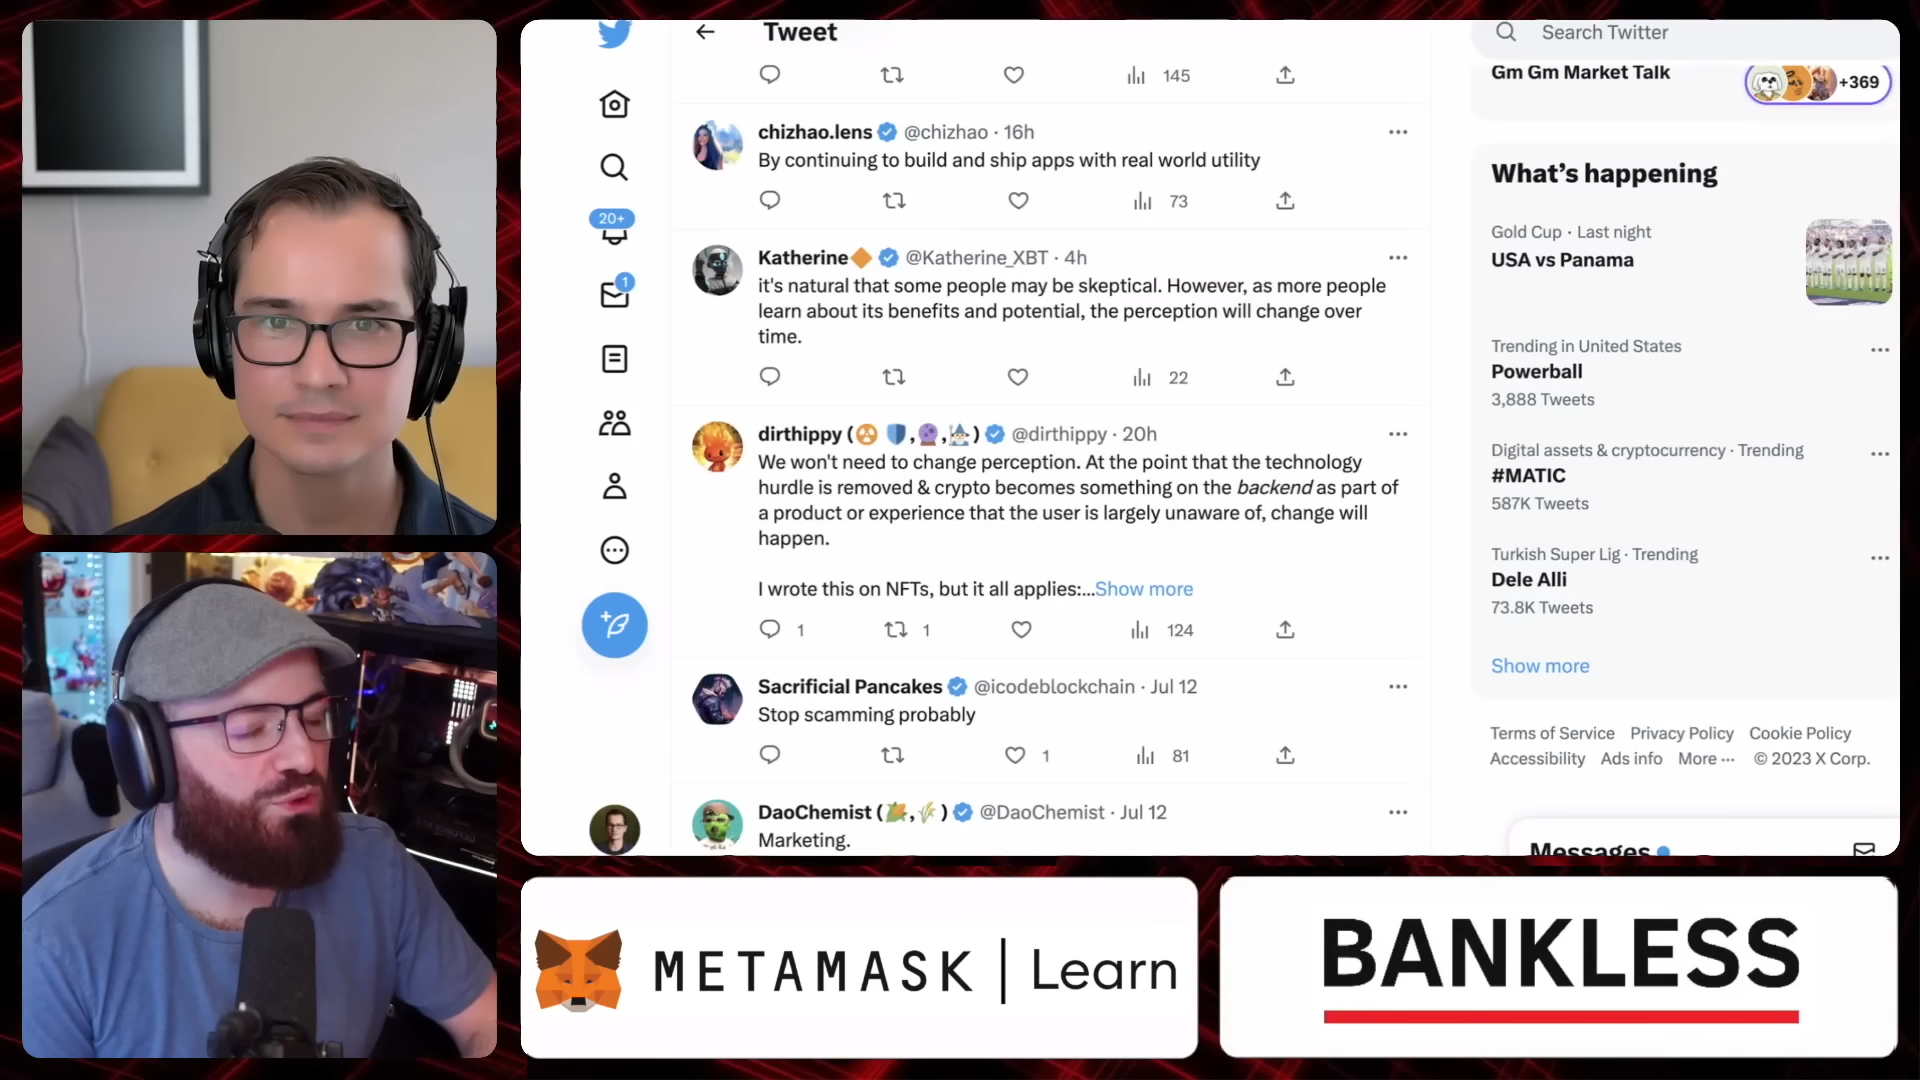 Tweet
145
chizhao.lens @chizhao · 16h
By continuing to build and ship apps with real world utility
73
20+
1
Katherine @Katherine_XBT · 4h
it's natural that some people may be skeptical. However, as more people
learn about its benefits and potential, the perception will change over
time.
22
dirthippy ( , , , ) @dirthippy · 20h
We won't need to change perception. At the point that the technology
hurdle is removed & crypto becomes something on the backend as part of
a product or experience that the user is largely unaware of, change will
happen.
I wrote this on NFTs, but it all applies:...Show more
1 1 124
Sacrificial Pancakes @icodeblockchain · Jul 12
Stop scamming probably
1 81
DaoChemist ( , ) @DaoChemist · Jul 12
Marketing.
Search Twitter
Gm Gm Market Talk
+369
What's happening
Gold Cup · Last night
USA vs Panama
Trending in United States
Powerball
3,888 Tweets
Digital assets & cryptocurrency · Trending
#MATIC
587K Tweets
Turkish Super Lig · Trending
Dele Alli
73.8K Tweets
Show more
Terms of Service Privacy Policy Cookie Policy
Accessibility Ads info More ··· © 2023 X Corp.
Messages
METAMASK | Learn
BANKLESS